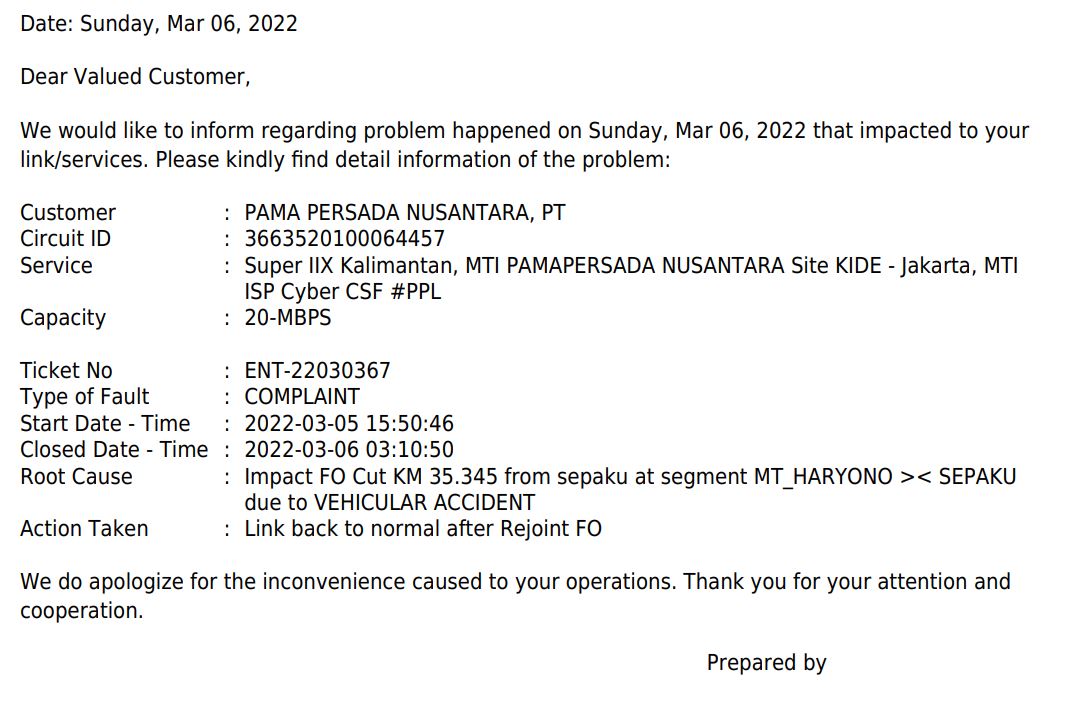 Date: Sunday, Mar 06, 2022
Dear Valued Customer,
We would like to inform regarding problem happened on Sunday, Mar 06, 2022 that impacted to your
link/services. Please kindly find detail information of the problem:
Customer : PAMA PERSADA NUSANTARA, PT
Circuit ID : 3663520100064457
Service : Super IIX Kalimantan, MTI PAMAPERSADA NUSANTARA Site KIDE - Jakarta, MTI
ISP Cyber CSF #PPL
Capacity : 20-MBPS
Ticket No : ENT-22030367
Type of Fault : COMPLAINT
Start Date - Time : 2022-03-05 15:50:46
Closed Date - Time : 2022-03-06 03:10:50
Root Cause : Impact FO Cut KM 35.345 from sepaku at segment MT_HARYONO >< SEPAKU
due to VEHICULAR ACCIDENT
Action Taken : Link back to normal after Rejoint FO
We do apologize for the inconvenience caused to your operations. Thank you for your attention and
cooperation.
Prepared by